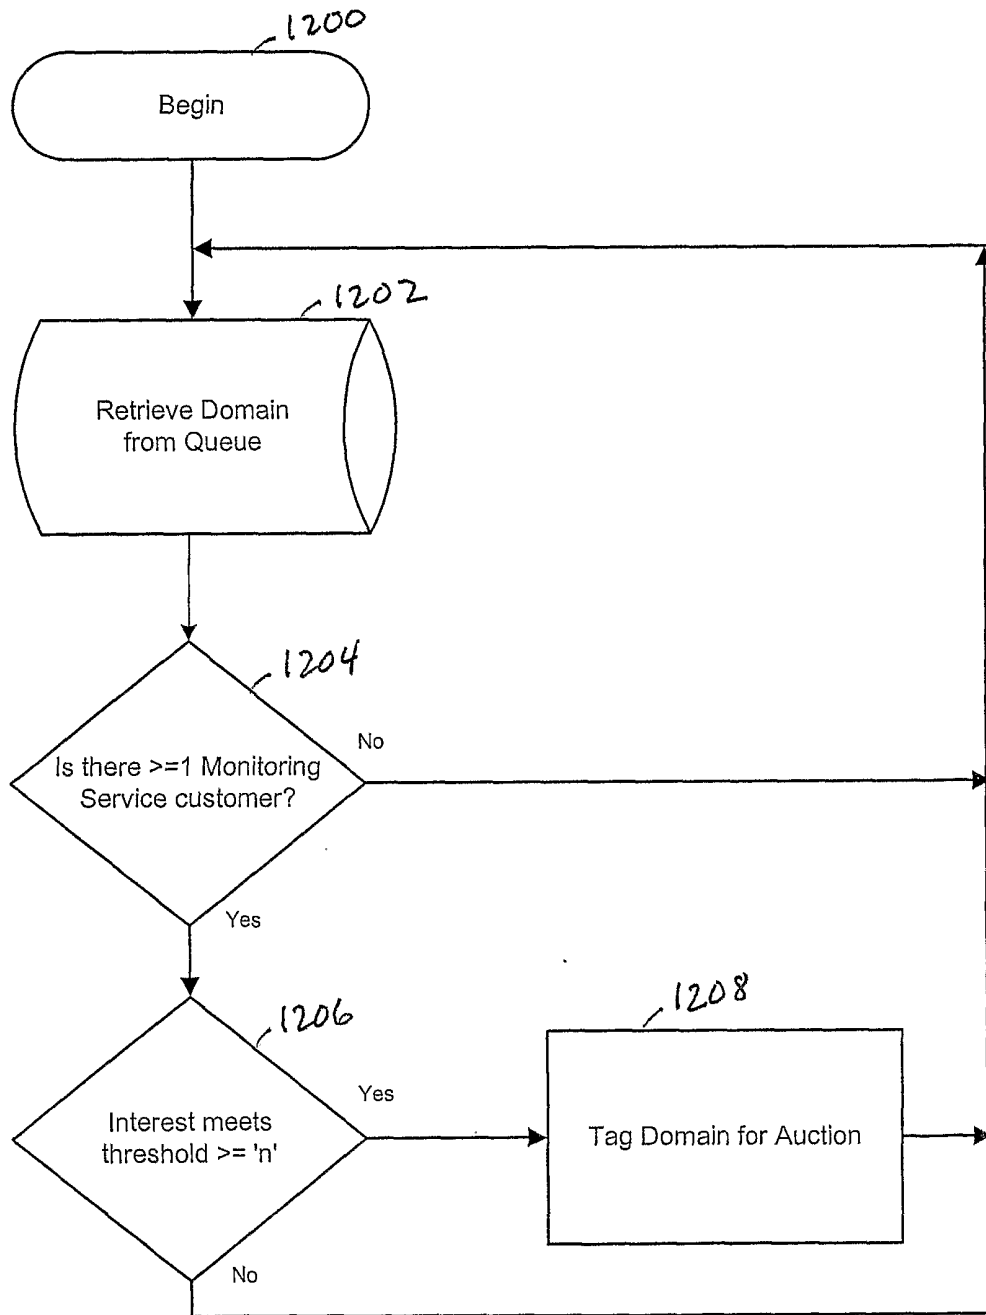 1200
Begin
1202
Retrieve Domain
from Queue
1204
No
Is there >=1 Monitoring
Service customer?
Yes
1206
1208
Yes
Interest meets
threshold >= 'n'
Tag Domain for Auction
No